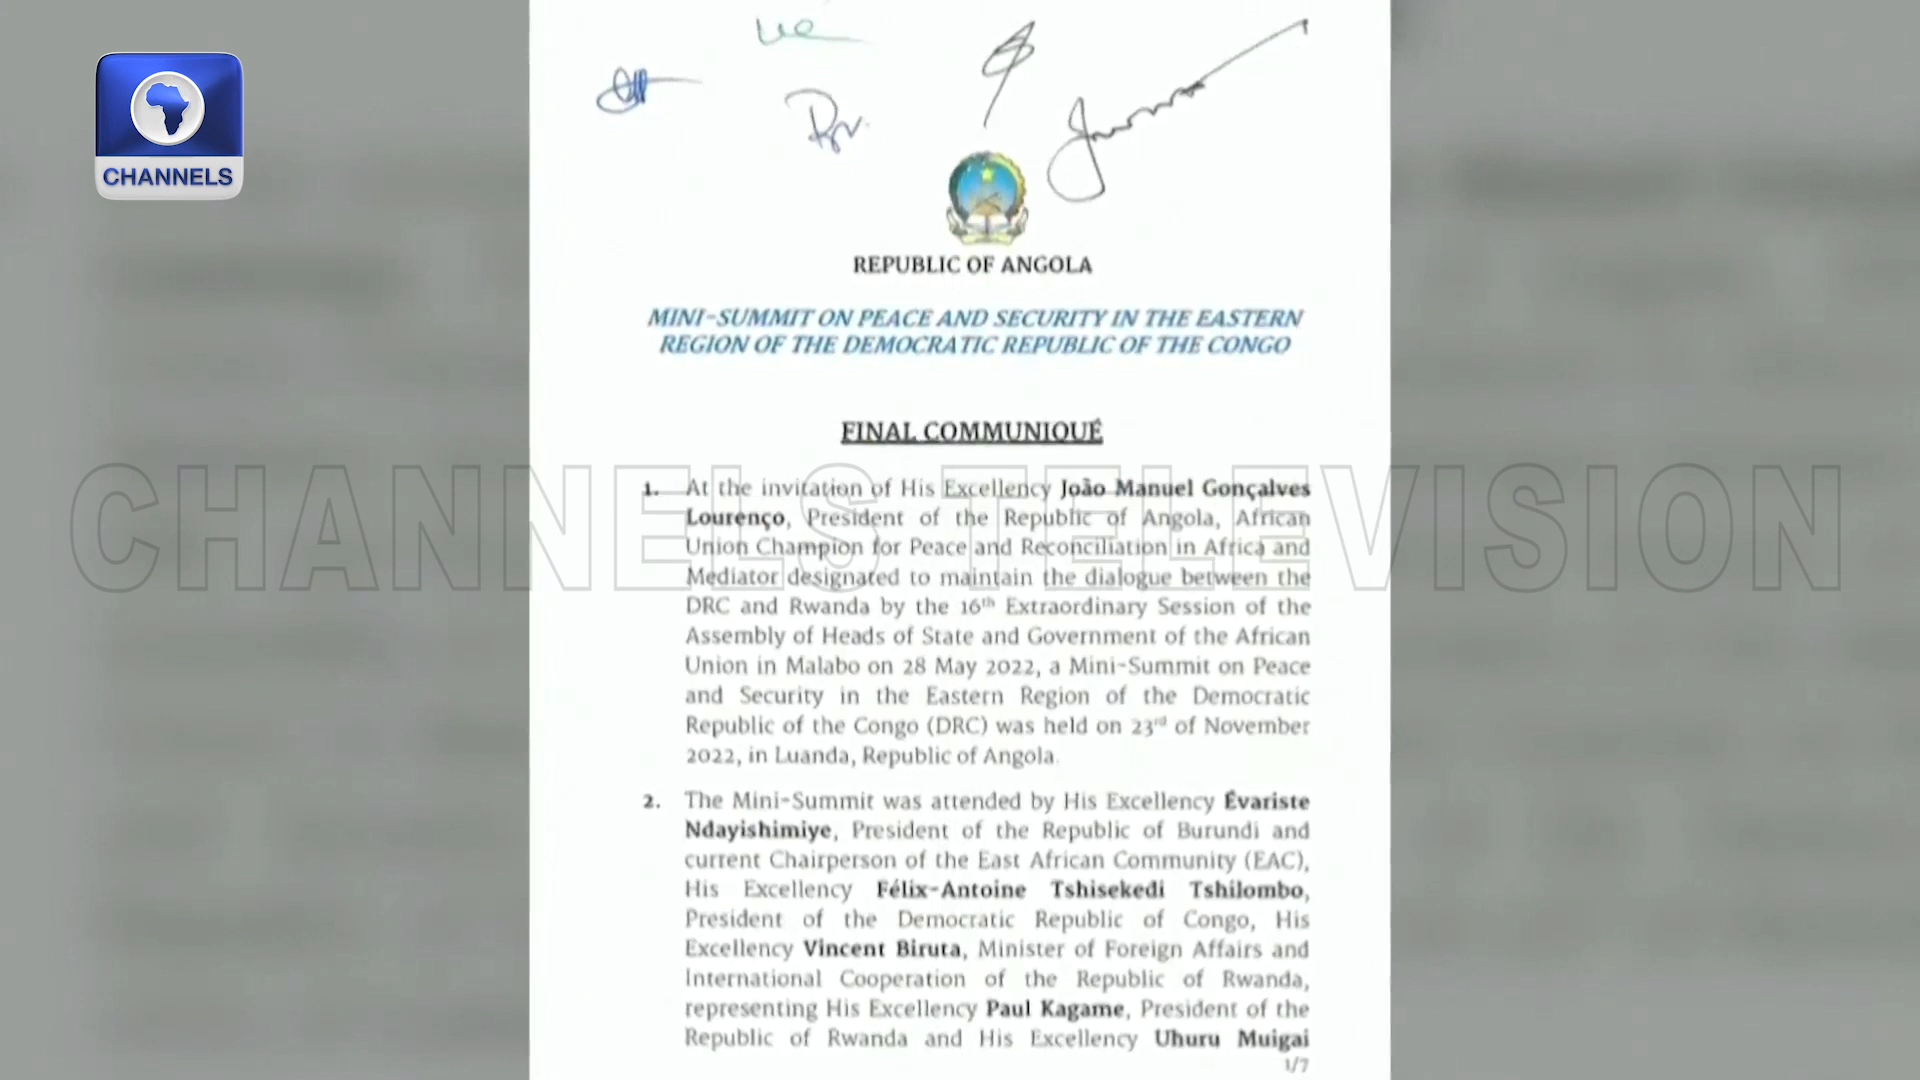 CHANNELS
REPUBLIC OF ANGOLA
MINI-SUMMIT ON PEACE AND SECURITY IN THE EASTERN
REGION OF THE DEMOCRATIC REPUBLIC OF THE CONGO
FINAL COMMUNIQUÉ
CHANNELS TELEVISION
1. At the invitation of His Excellency João Manuel Gonçalves
Lourenço, President of the Republic of Angola, African
Union Champion for Peace and Reconciliation in Africa and
Mediator designated to maintain the dialogue between the
DRC and Rwanda by the 16th Extraordinary Session of the
Assembly of Heads of State and Government of the African
Union in Malabo on 28 May 2022, a Mini-Summit on Peace
and Security in the Eastern Region of the Democratic
Republic of the Congo (DRC) was held on 23rd of November
2022, in Luanda, Republic of Angola.
2. The Mini-Summit was attended by His Excellency Évariste
Ndayishimiye, President of the Republic of Burundi and
current Chairperson of the East African Community (EAC),
His Excellency Félix-Antoine Tshisekedi Tshilombo,
President of the Democratic Republic of Congo, His
Excellency Vincent Biruta, Minister of Foreign Affairs and
International Cooperation of the Republic of Rwanda,
representing His Excellency Paul Kagame, President of the
Republic of Rwanda and His Excellency Uhuru Muigai
1/7